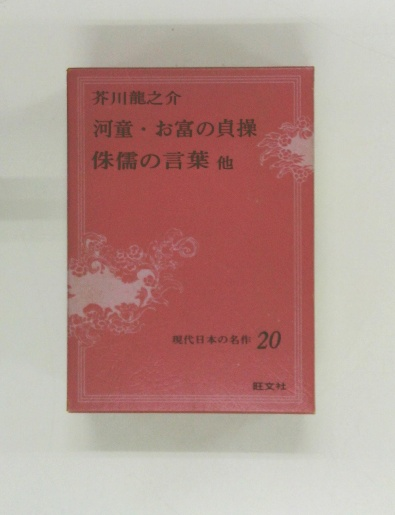 芥川龍之介
河童・お富の貞操
侏儒の言葉 他
現代日本の名作 20
旺文社